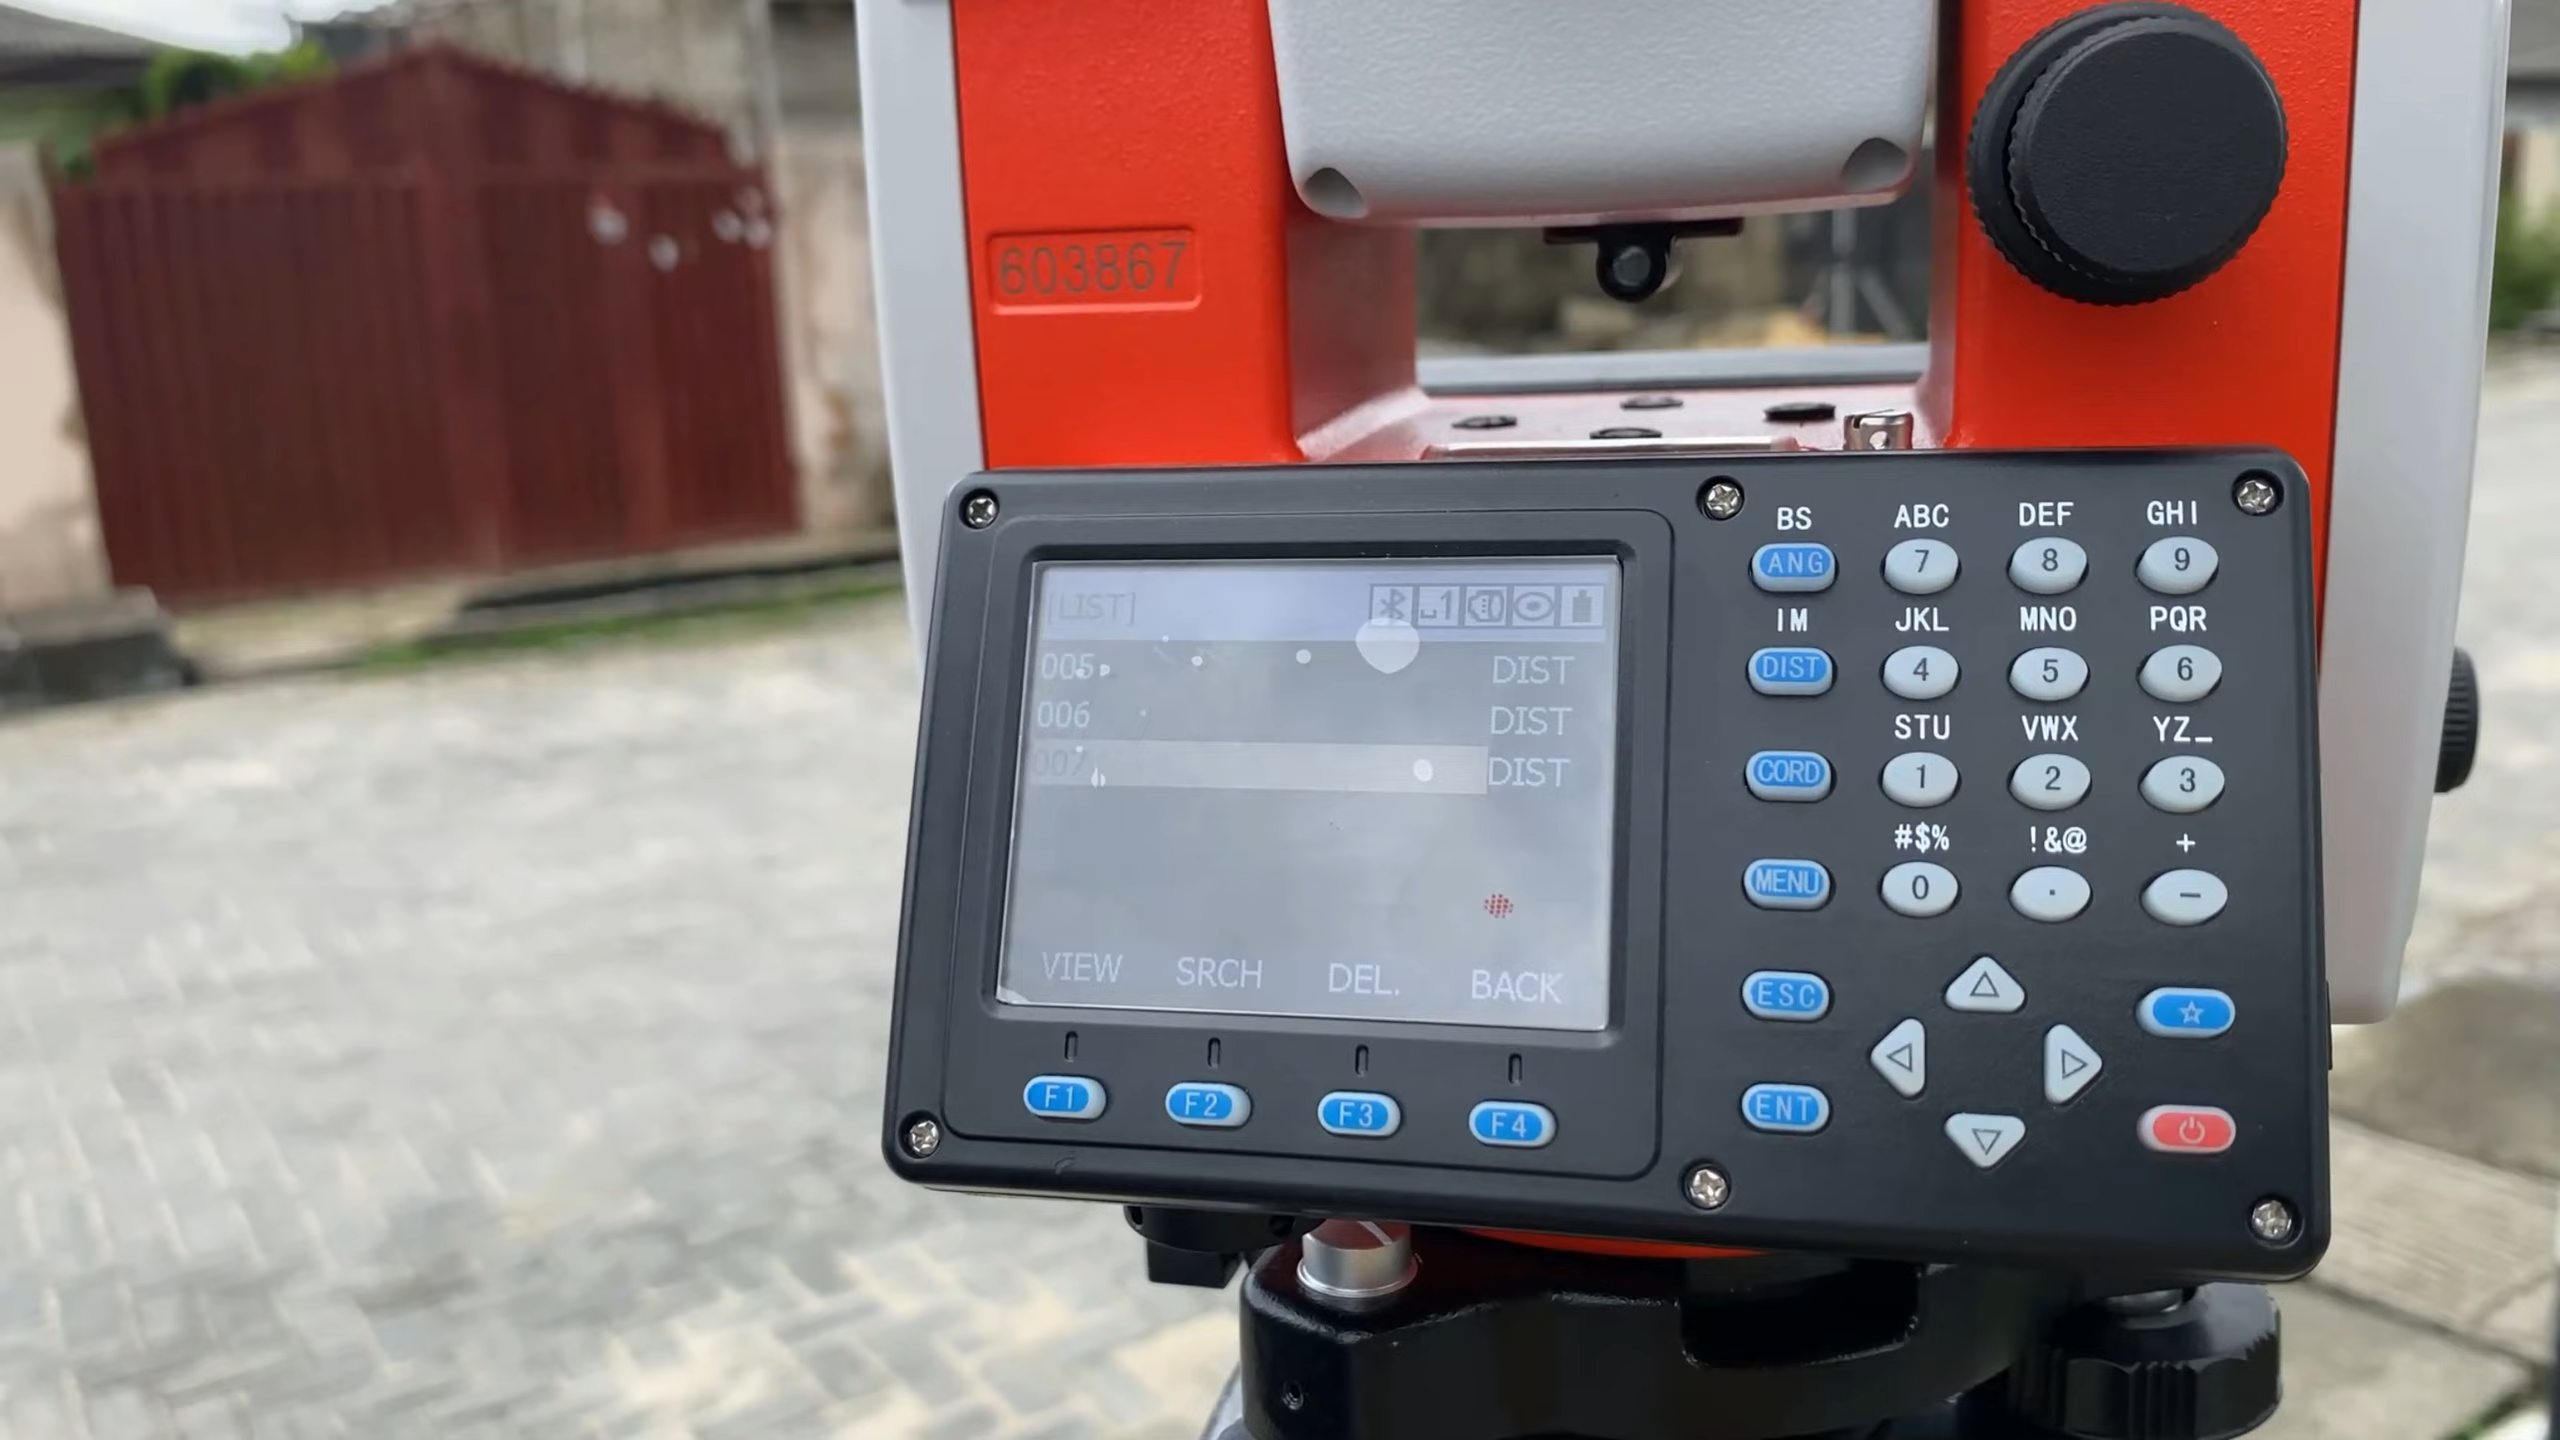 603867
[LIST]
005 DIST
006 DIST
007 DIST
VIEW SRCH DEL. BACK
F1 F2 F3 F4
BS ABC DEF GHI
ANG 7 8 9
IM JKL MNO PQR
DIST 4 5 6
STU VWX YZ_
CORD 1 2 3
#$% !&@ +
MENU 0 . -
ESC
ENT